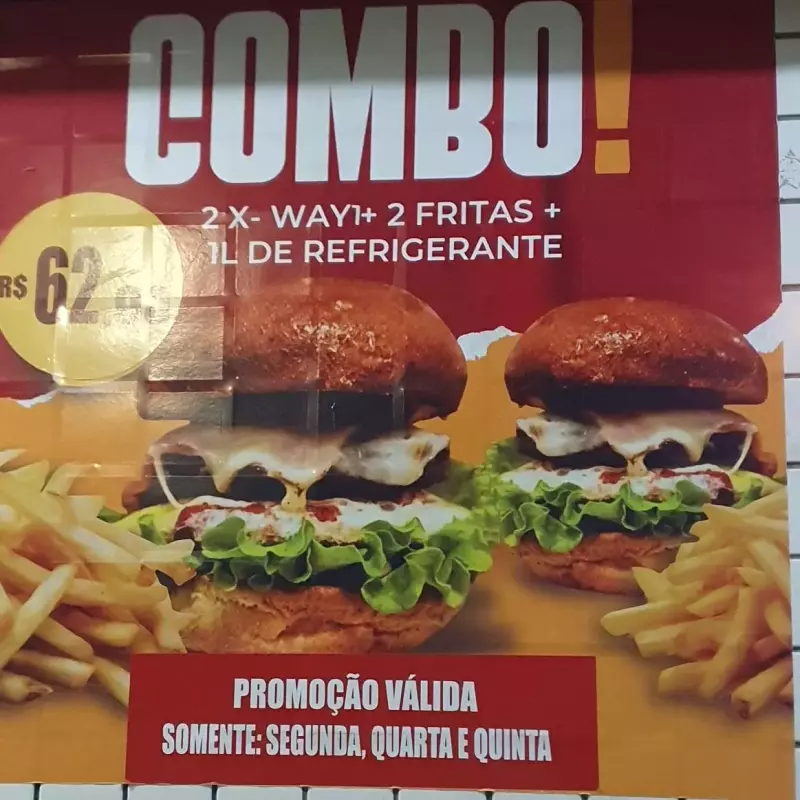 COMBO!
2 X- WAY1+ 2 FRITAS +
1L DE REFRIGERANTE
R$ 62
PROMOÇÃO VÁLIDA
SOMENTE: SEGUNDA, QUARTA E QUINTA